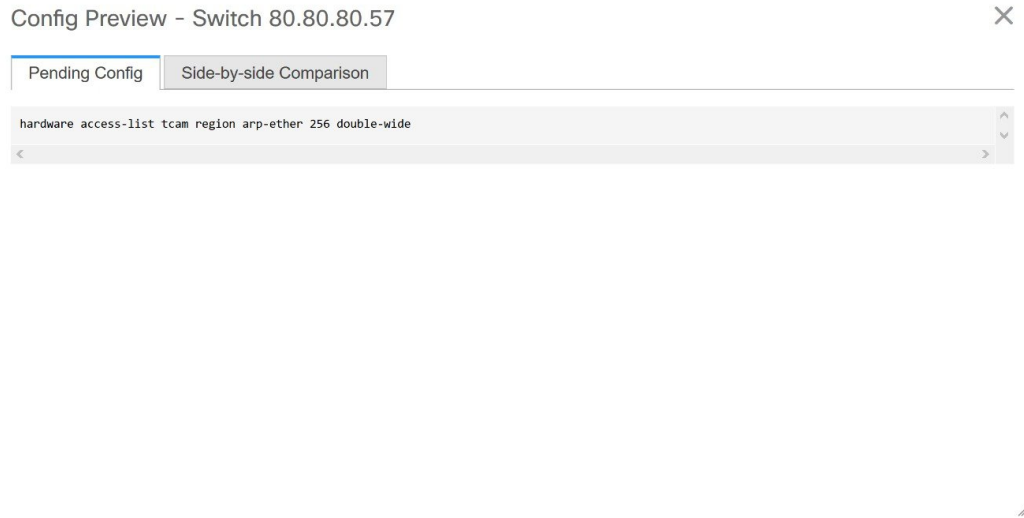 Config Preview - Switch 80.80.80.57
Pending Config
Side-by-side Comparison
hardware access-list tcam region arp-ether 256 double-wide